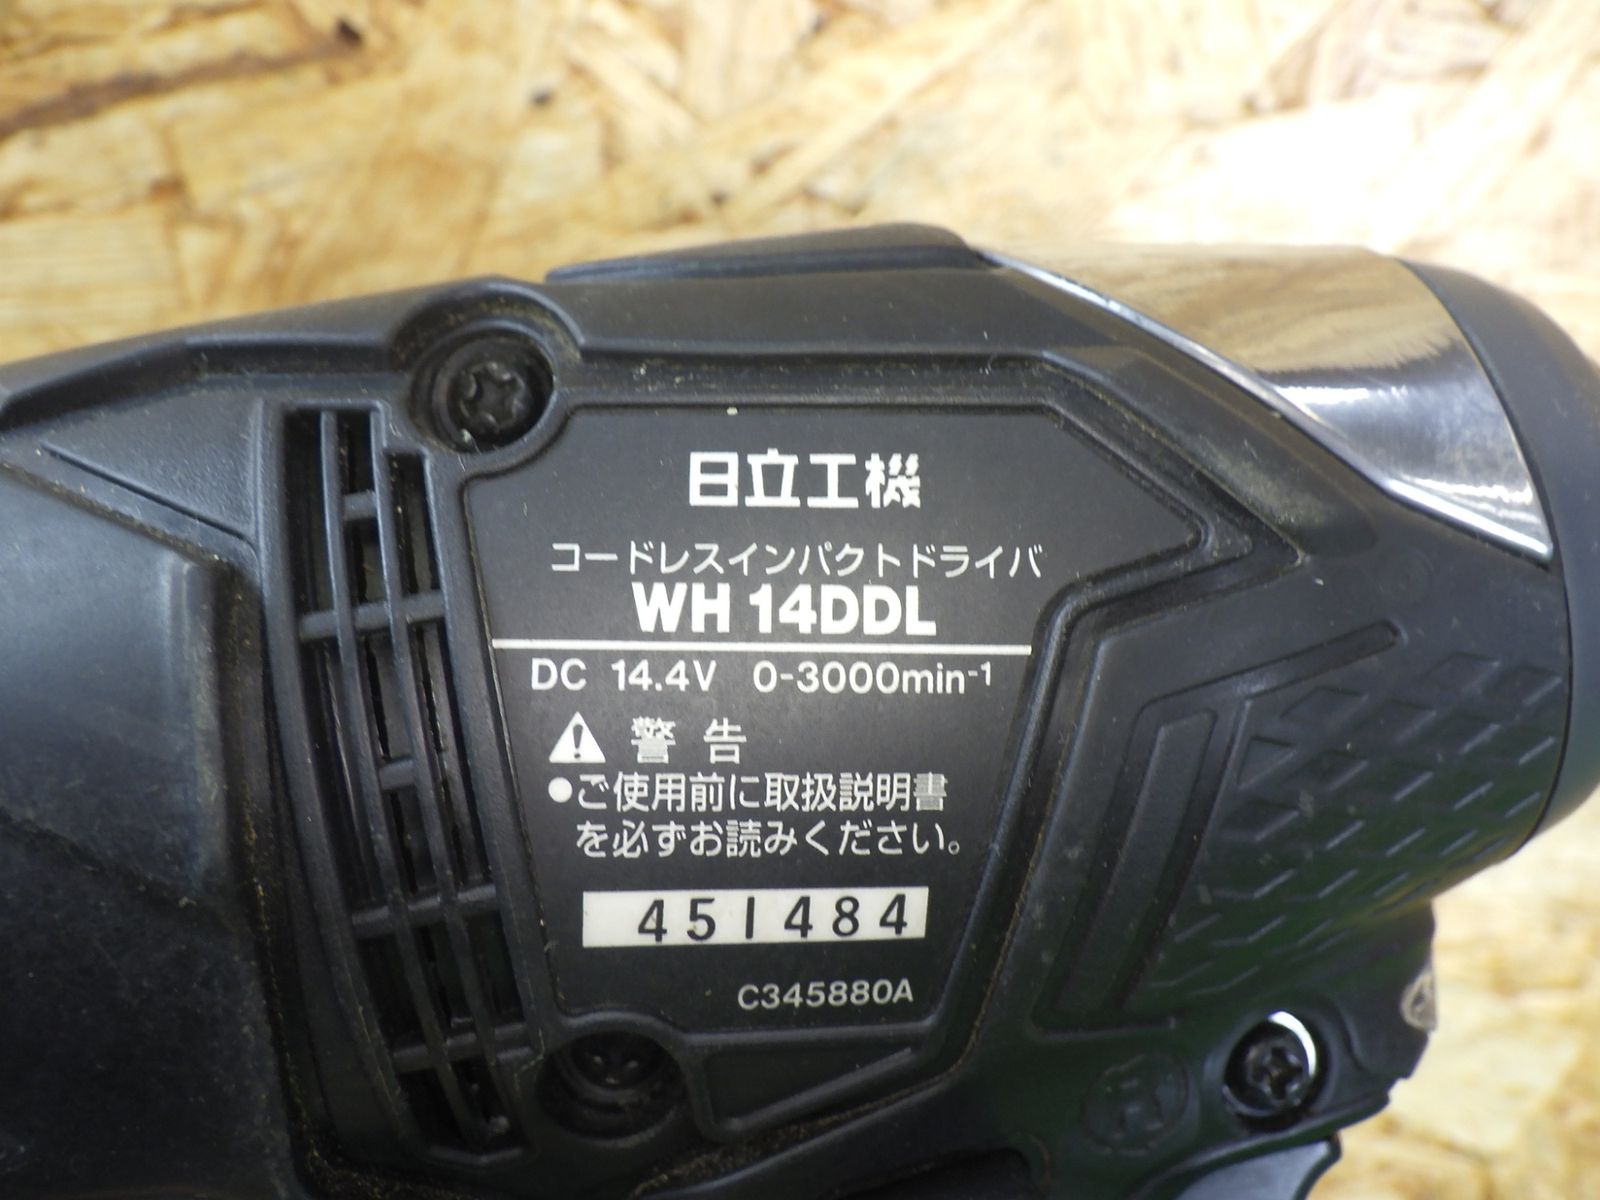 日立工機
コードレスインパクトドライバ
WH 14DDL
DC 14.4V 0-3000min⁻¹
⚠ 警告
●ご使用前に取扱説明書
を必ずお読みください。
451484
C345880A